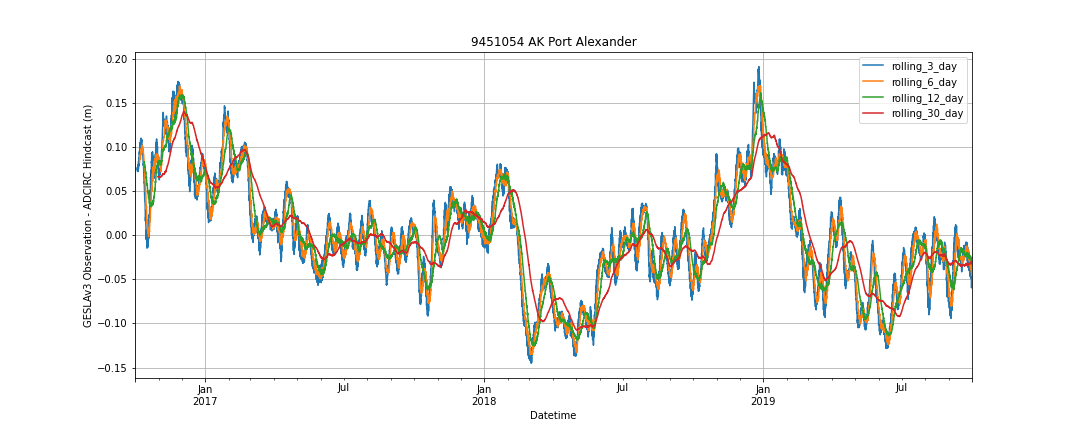 9451054 AK Port Alexander
GESLAv3 Observation - ADCIRC Hindcast (m)
0.20
0.15
0.10
0.05
0.00
−0.05
−0.10
−0.15
rolling_3_day
rolling_6_day
rolling_12_day
rolling_30_day
Jan
2017
Jul
Jan
2018
Jul
Jan
2019
Jul
Datetime